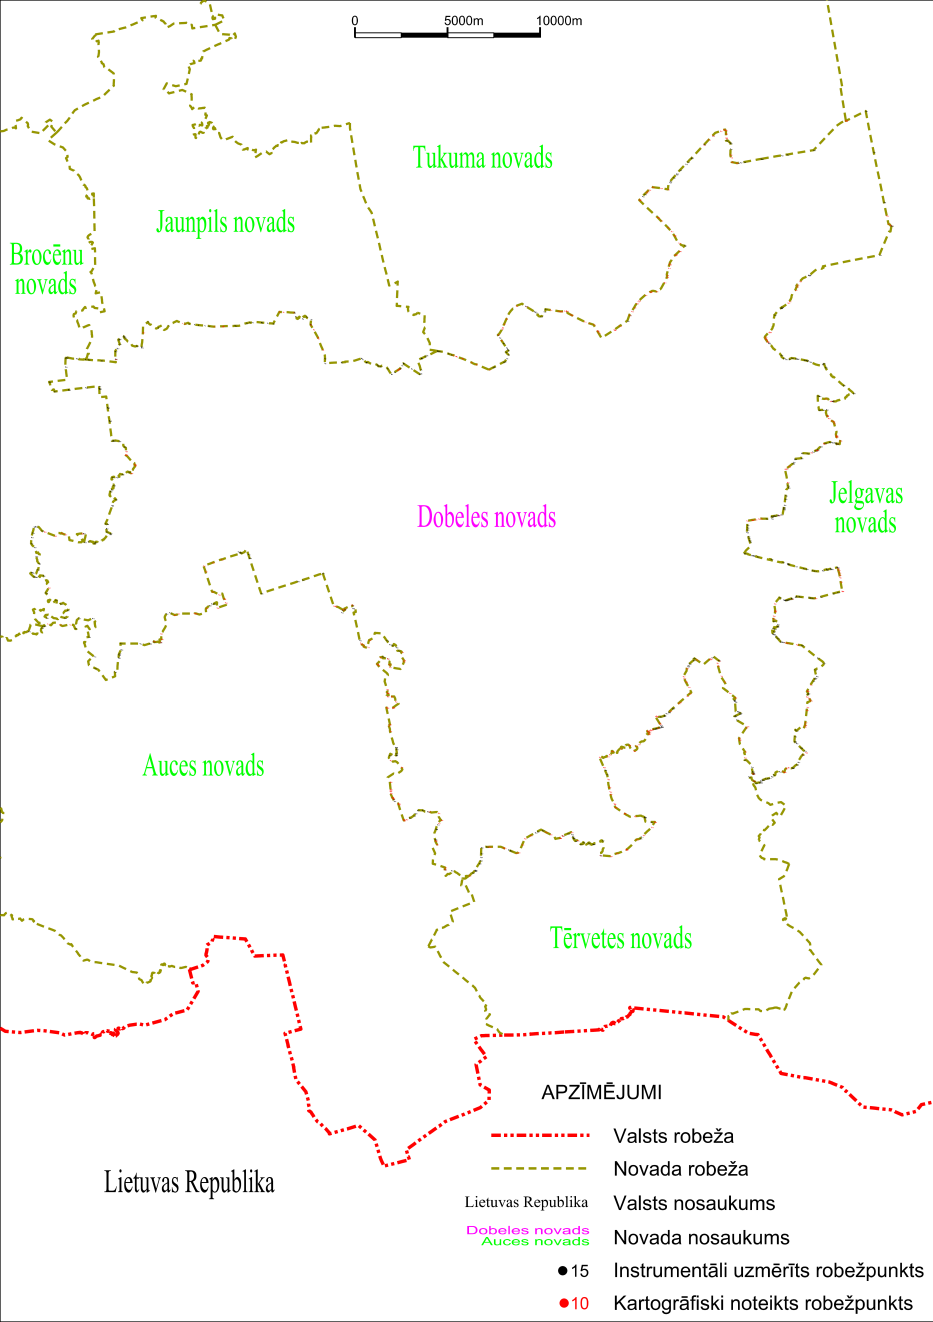 0 5000m 10000m
Tukuma novads
Jaunpils novads
Brocēnu
novads
Jelgavas
novads
Dobeles novads
Auces novads
Tērvetes novads
APZĪMĒJUMI
Valsts robeža
Novada robeža
Lietuvas Republika
Lietuvas Republika Valsts nosaukums
Dobeles novads
Auces novads
Novada nosaukums
15 Instrumentāli uzmērīts robežpunkts
10 Kartogrāfiski noteikts robežpunkts